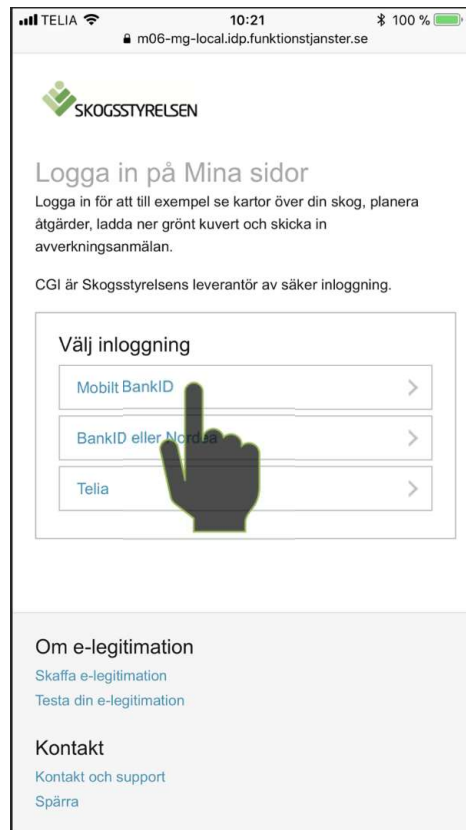 TELIA 10:21 100 %
m06-mg-local.idp.funktionstjanster.se
SKOGSSTYRELSEN
Logga in på Mina sidor
Logga in för att till exempel se kartor över din skog, planera
åtgärder, ladda ner grönt kuvert och skicka in
avverkningsanmälan.
CGI är Skogsstyrelsens leverantör av säker inloggning.
Välj inloggning
Mobilt BankID
BankID eller Nordea
Telia
Om e-legitimation
Skaffa e-legitimation
Testa din e-legitimation
Kontakt
Kontakt och support
Spärra